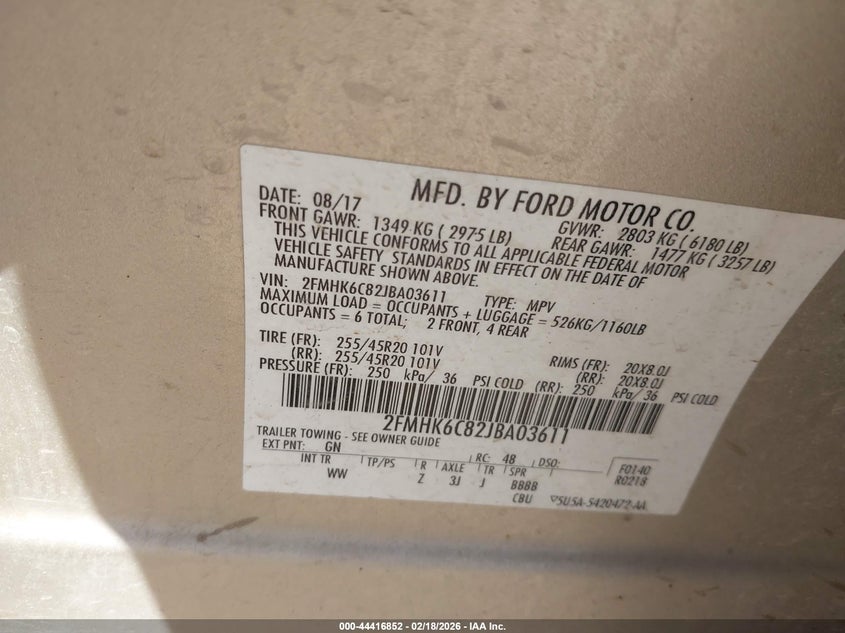 MFD. BY FORD MOTOR CO.
DATE: 08/17 GVWR: 2803 KG ( 6180 LB)
FRONT GAWR: 1349 KG ( 2975 LB) REAR GAWR: 1477 KG ( 3257 LB)
THIS VEHICLE CONFORMS TO ALL APPLICABLE FEDERAL MOTOR
VEHICLE SAFETY STANDARDS IN EFFECT ON THE DATE OF
MANUFACTURE SHOWN ABOVE.
VIN: 2FMHK6C82JBA03611 TYPE: MPV
MAXIMUM LOAD = OCCUPANTS + LUGGAGE = 526KG/1160LB
OCCUPANTS = 6 TOTAL; 2 FRONT, 4 REAR
TIRE (FR): 255/45R20 101V RIMS (FR): 20X8.0J
(RR): 255/45R20 101V (RR): 20X8.0J
PRESSURE (FR): 250 kPa/ 36 PSI COLD (RR): 250 kPa/ 36 PSI COLD
2FMHK6C82JBA03611
TRAILER TOWING - SEE OWNER GUIDE
EXT PNT: GN RC: 48 DSO: F0140
INT TR TP/PS R AXLE TR SPR R0218
WW Z 3J J BBBB
CBU 5U5A-5420472-AA
000-44416852 - 02/18/2026 - IAA Inc.